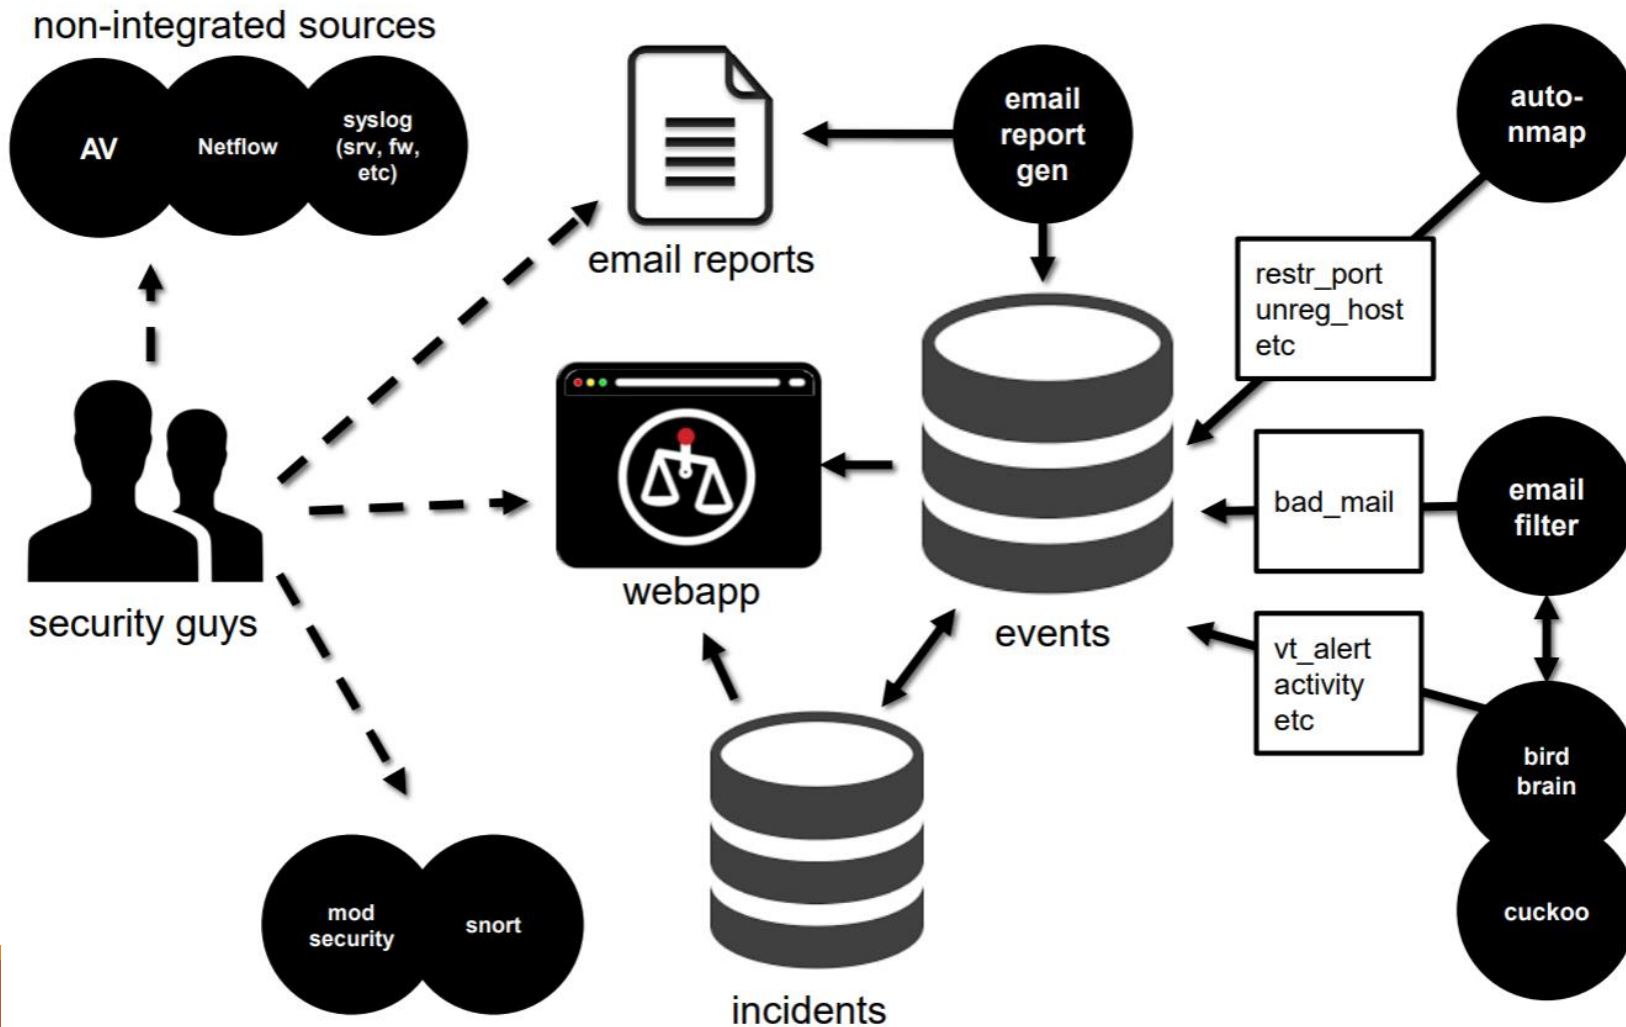 non-integrated sources
AV
Netflow
syslog
(srv, fw,
etc)
email
report
gen
auto-
nmap
email reports
restr_port
unreg_host
etc
bad_mail
email
filter
security guys
webapp
events
vt_alert
activity
etc
bird
brain
cuckoo
mod
security
snort
incidents